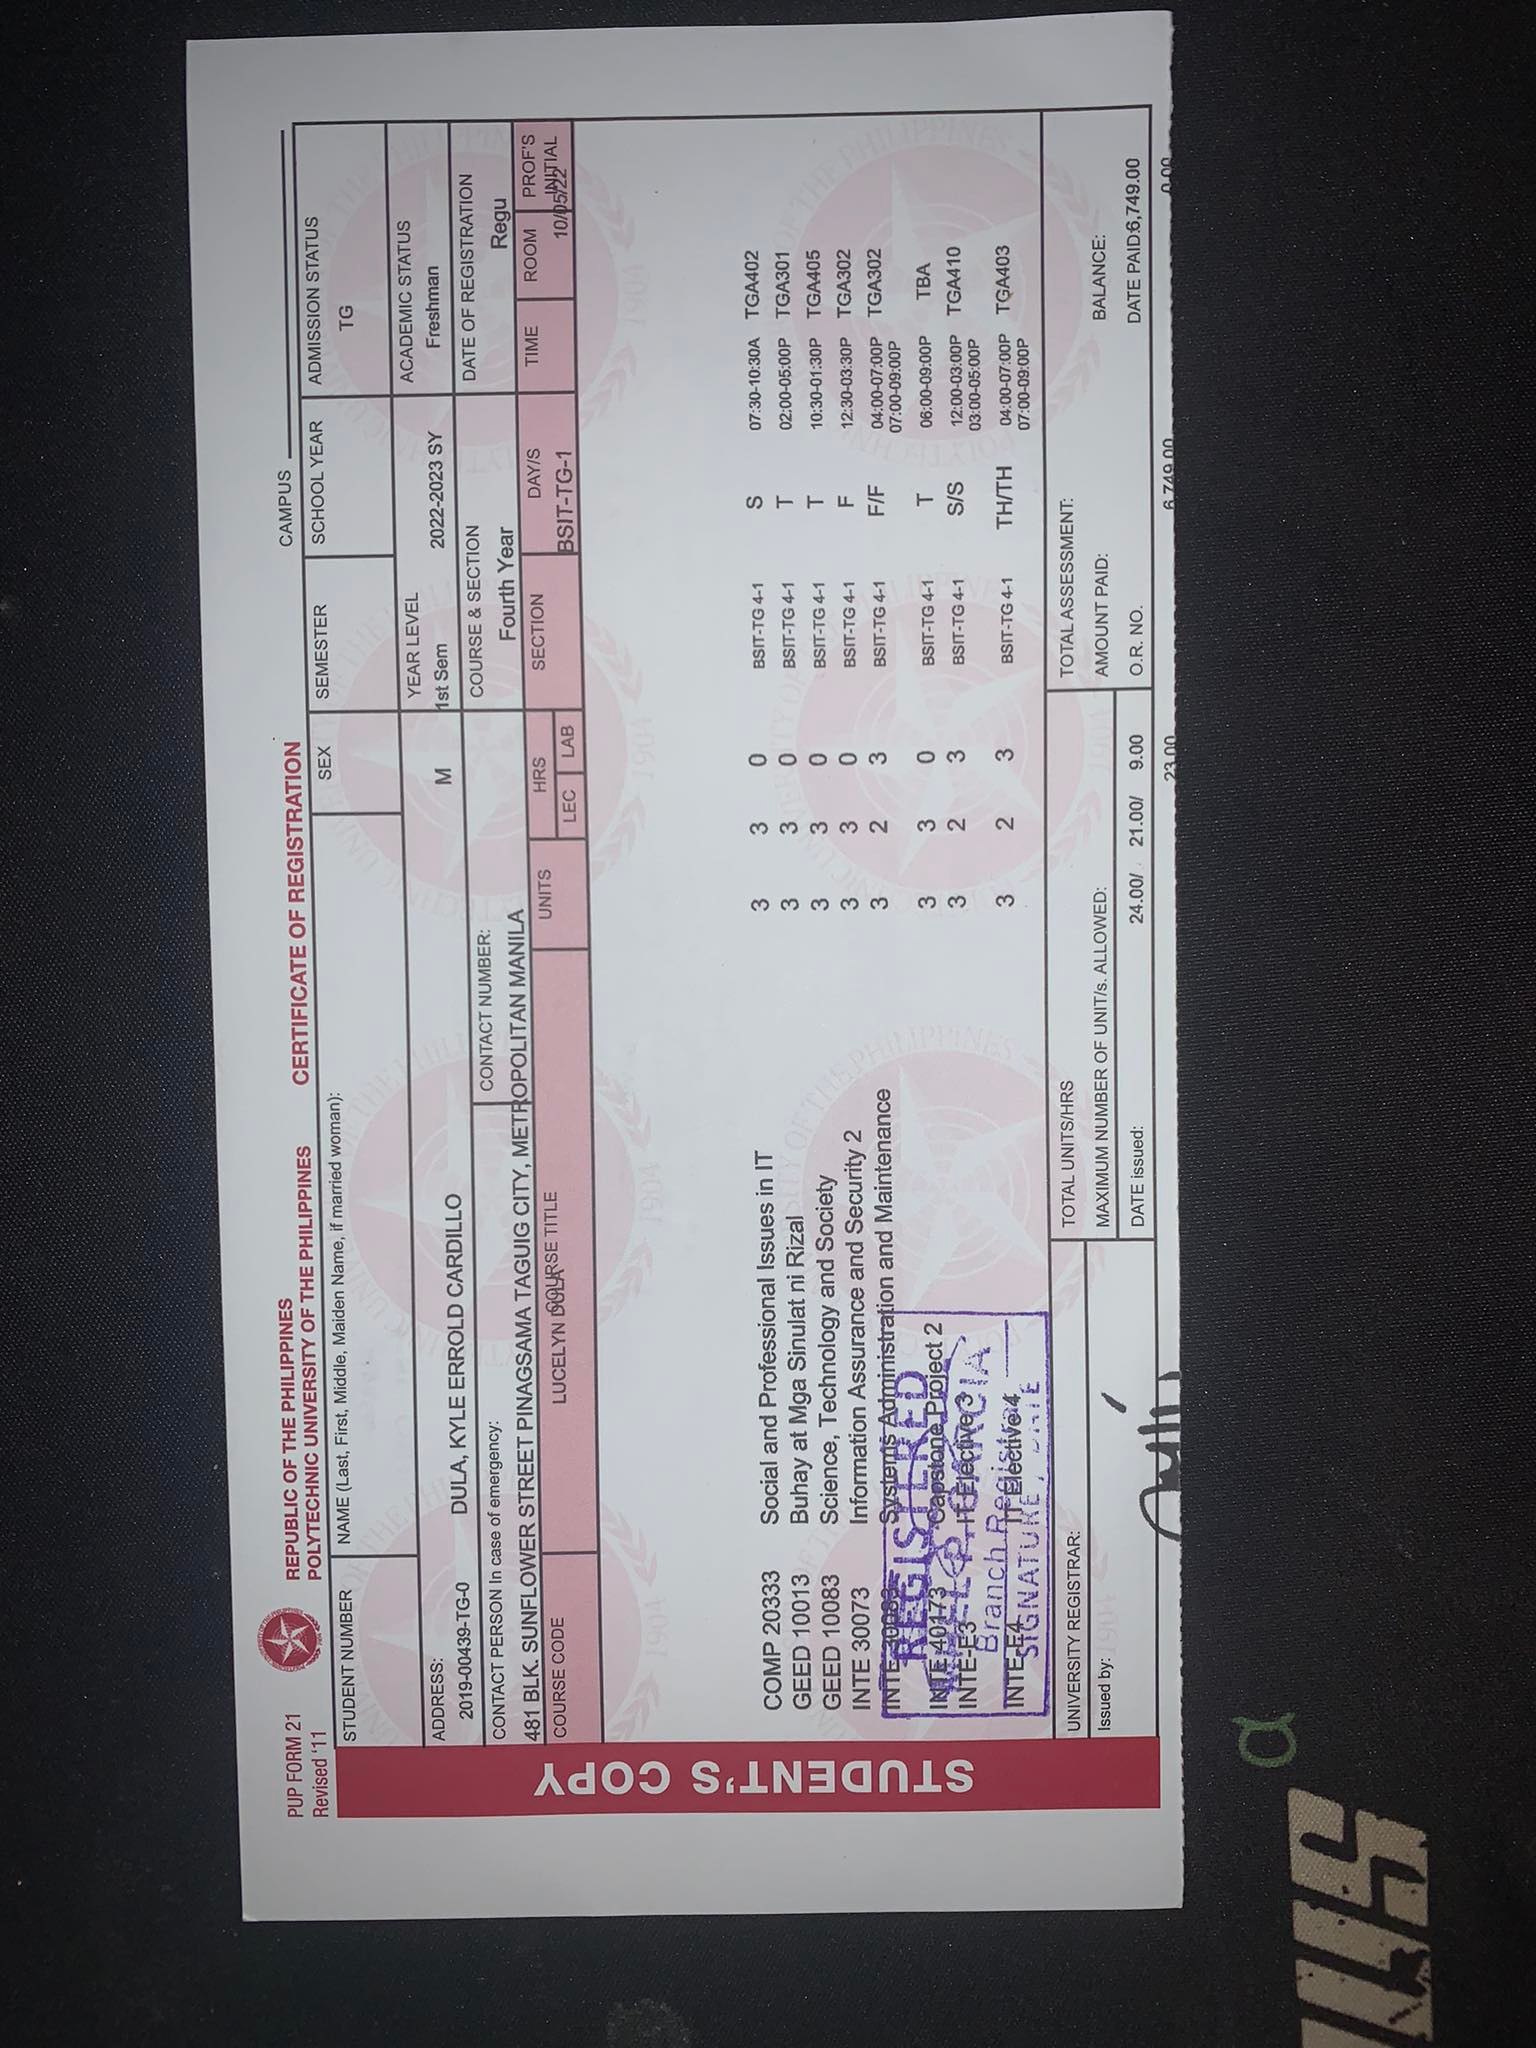 PUP FORM 21
Revised '11
REPUBLIC OF THE PHILIPPINES
POLYTECHNIC UNIVERSITY OF THE PHILIPPINES
CERTIFICATE OF REGISTRATION
CAMPUS
STUDENT NUMBER NAME (Last, First, Middle, Maiden Name, if married woman): SEX SEMESTER SCHOOL YEAR ADMISSION STATUS
TG
ADDRESS: YEAR LEVEL ACADEMIC STATUS
2019-00439-TG-0 DULA, KYLE ERROLD CARDILLO M 1st Sem 2022-2023 SY Freshman
CONTACT PERSON In case of emergency: CONTACT NUMBER: COURSE & SECTION DATE OF REGISTRATION
481 BLK. SUNFLOWER STREET PINAGSAMA TAGUIG CITY, METROPOLITAN MANILA Fourth Year Regu
COURSE CODE COURSE TITLE UNITS HRS LEC LAB SECTION DAY/S TIME ROOM PROF'S INITIAL
LUCELYN DULA BSIT-TG-1 10/05/22
COMP 20333 Social and Professional Issues in IT 3 3 0 BSIT-TG 4-1 S 07:30-10:30A TGA402
GEED 10013 Buhay at Mga Sinulat ni Rizal 3 3 0 BSIT-TG 4-1 T 02:00-05:00P TGA301
GEED 10083 Science, Technology and Society 3 3 0 BSIT-TG 4-1 T 10:30-01:30P TGA405
INTE 30073 Information Assurance and Security 2 3 3 0 BSIT-TG 4-1 F 12:30-03:30P TGA302
INTE 30083 Systems Administration and Maintenance 3 2 3 BSIT-TG 4-1 F/F 04:00-07:00P TGA302
07:00-09:00P
INTE 40173 Capstone Project 2 3 3 0 BSIT-TG 4-1 T 06:00-09:00P TBA
INTE-E3 IT Elective 3 3 2 3 BSIT-TG 4-1 S/S 12:00-03:00P TGA410
03:00-05:00P
INTE-E4 IT Elective 4 3 2 3 BSIT-TG 4-1 TH/TH 04:00-07:00P TGA403
07:00-09:00P
REGISTERED
GARCIA
Branch Registrar
SIGNATURE/DATE
UNIVERSITY REGISTRAR: TOTAL UNITS/HRS TOTAL ASSESSMENT:
Issued by: MAXIMUM NUMBER OF UNIT/s. ALLOWED: AMOUNT PAID: BALANCE:
DATE issued: 24.00/ 21.00/ 9.00 O.R. NO. DATE PAID: 6,749.00
23.00 6,749.00 0.00
STUDENT'S COPY